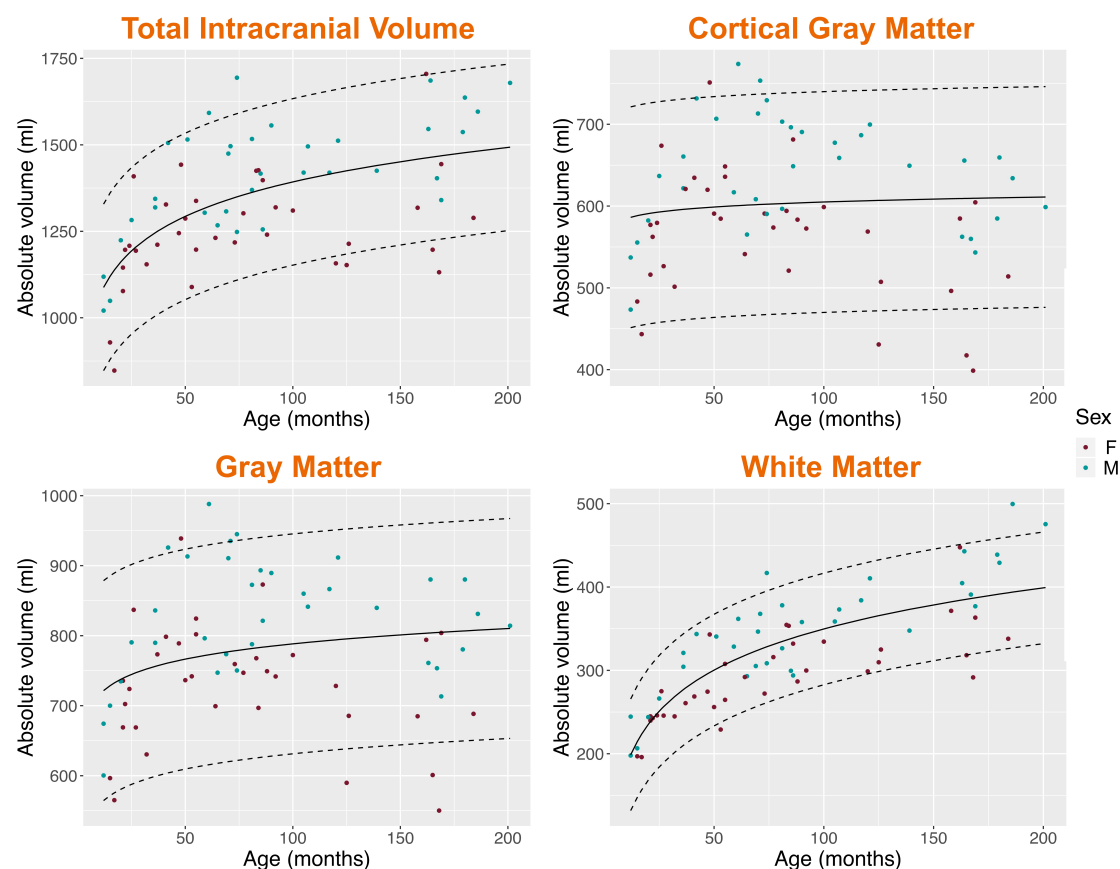 Total Intracranial Volume
Cortical Gray Matter
Absolute volume (ml)
1750
1500
1250
1000
50 100 150 200
Age (months)
Absolute volume (ml)
700
600
500
400
50 100 150 200
Age (months)
Sex
F
M
Gray Matter
White Matter
Absolute volume (ml)
1000
900
800
700
600
50 100 150 200
Age (months)
Absolute volume (ml)
500
400
300
200
50 100 150 200
Age (months)